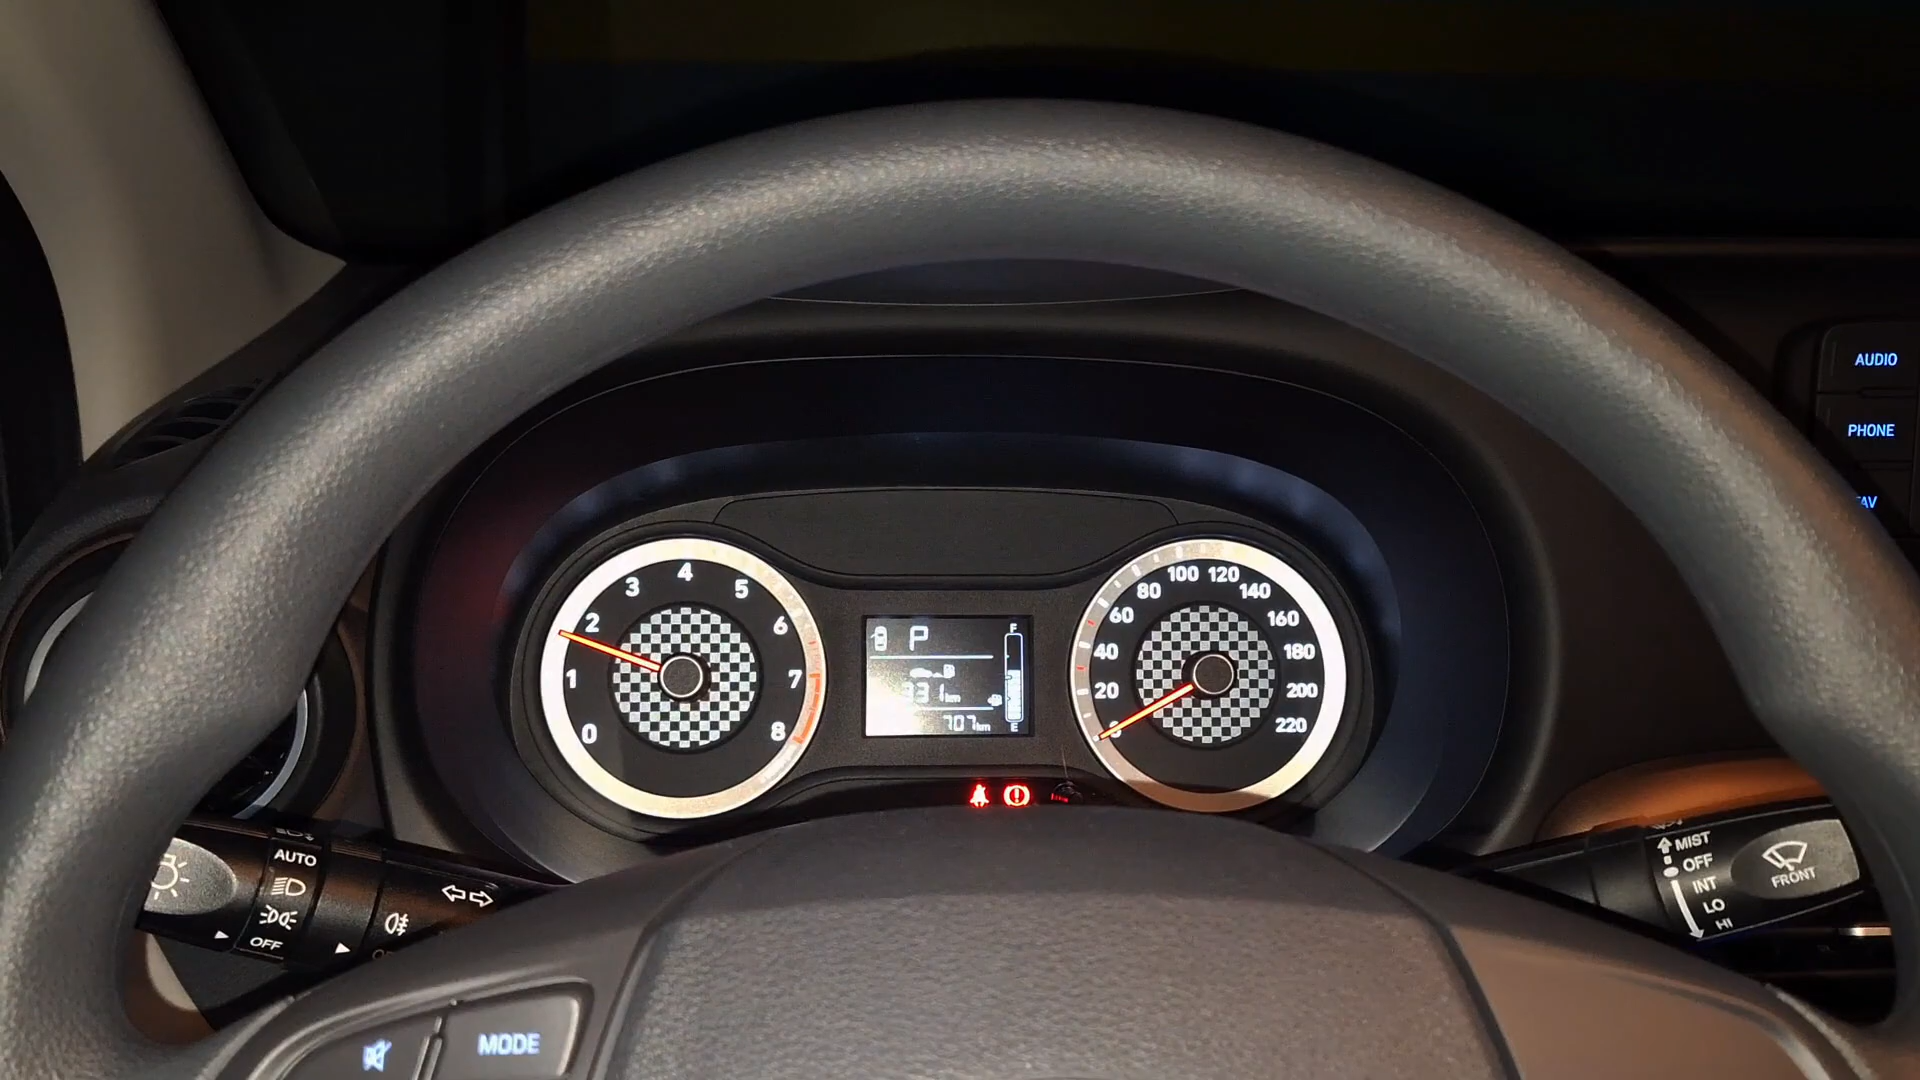 AUDIO
PHONE
4
3
5
2
6
1
7
0
8
100 120
80
140
60
160
40
180
20
200
220
P
F
331km
707km
E
AUTO
OFF
MIST
OFF
INT
LO
HI
FRONT
MODE